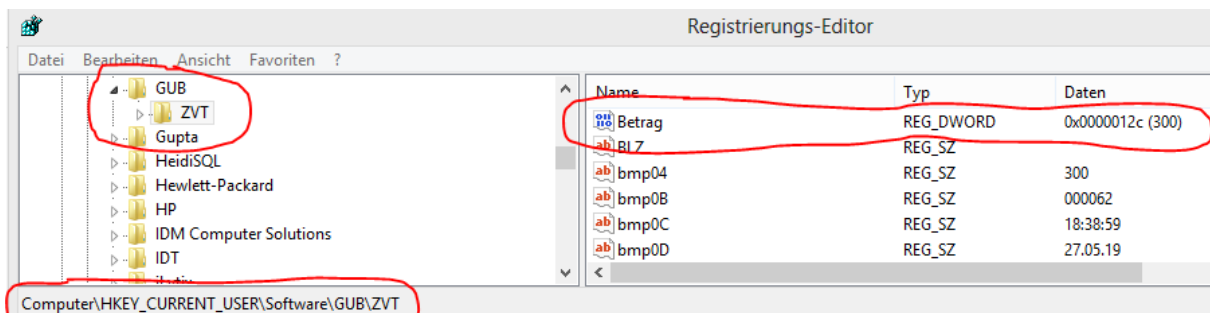 Registrierungs-Editor
Datei Bearbeiten Ansicht Favoriten ?
GUB
ZVT
Gupta
HeidiSQL
Hewlett-Packard
HP
IDM Computer Solutions
IDT
Name Typ Daten
Betrag REG_DWORD 0x0000012c (300)
BLZ REG_SZ
bmp04 REG_SZ 300
bmp0B REG_SZ 000062
bmp0C REG_SZ 18:38:59
bmp0D REG_SZ 27.05.19
Computer\HKEY_CURRENT_USER\Software\GUB\ZVT